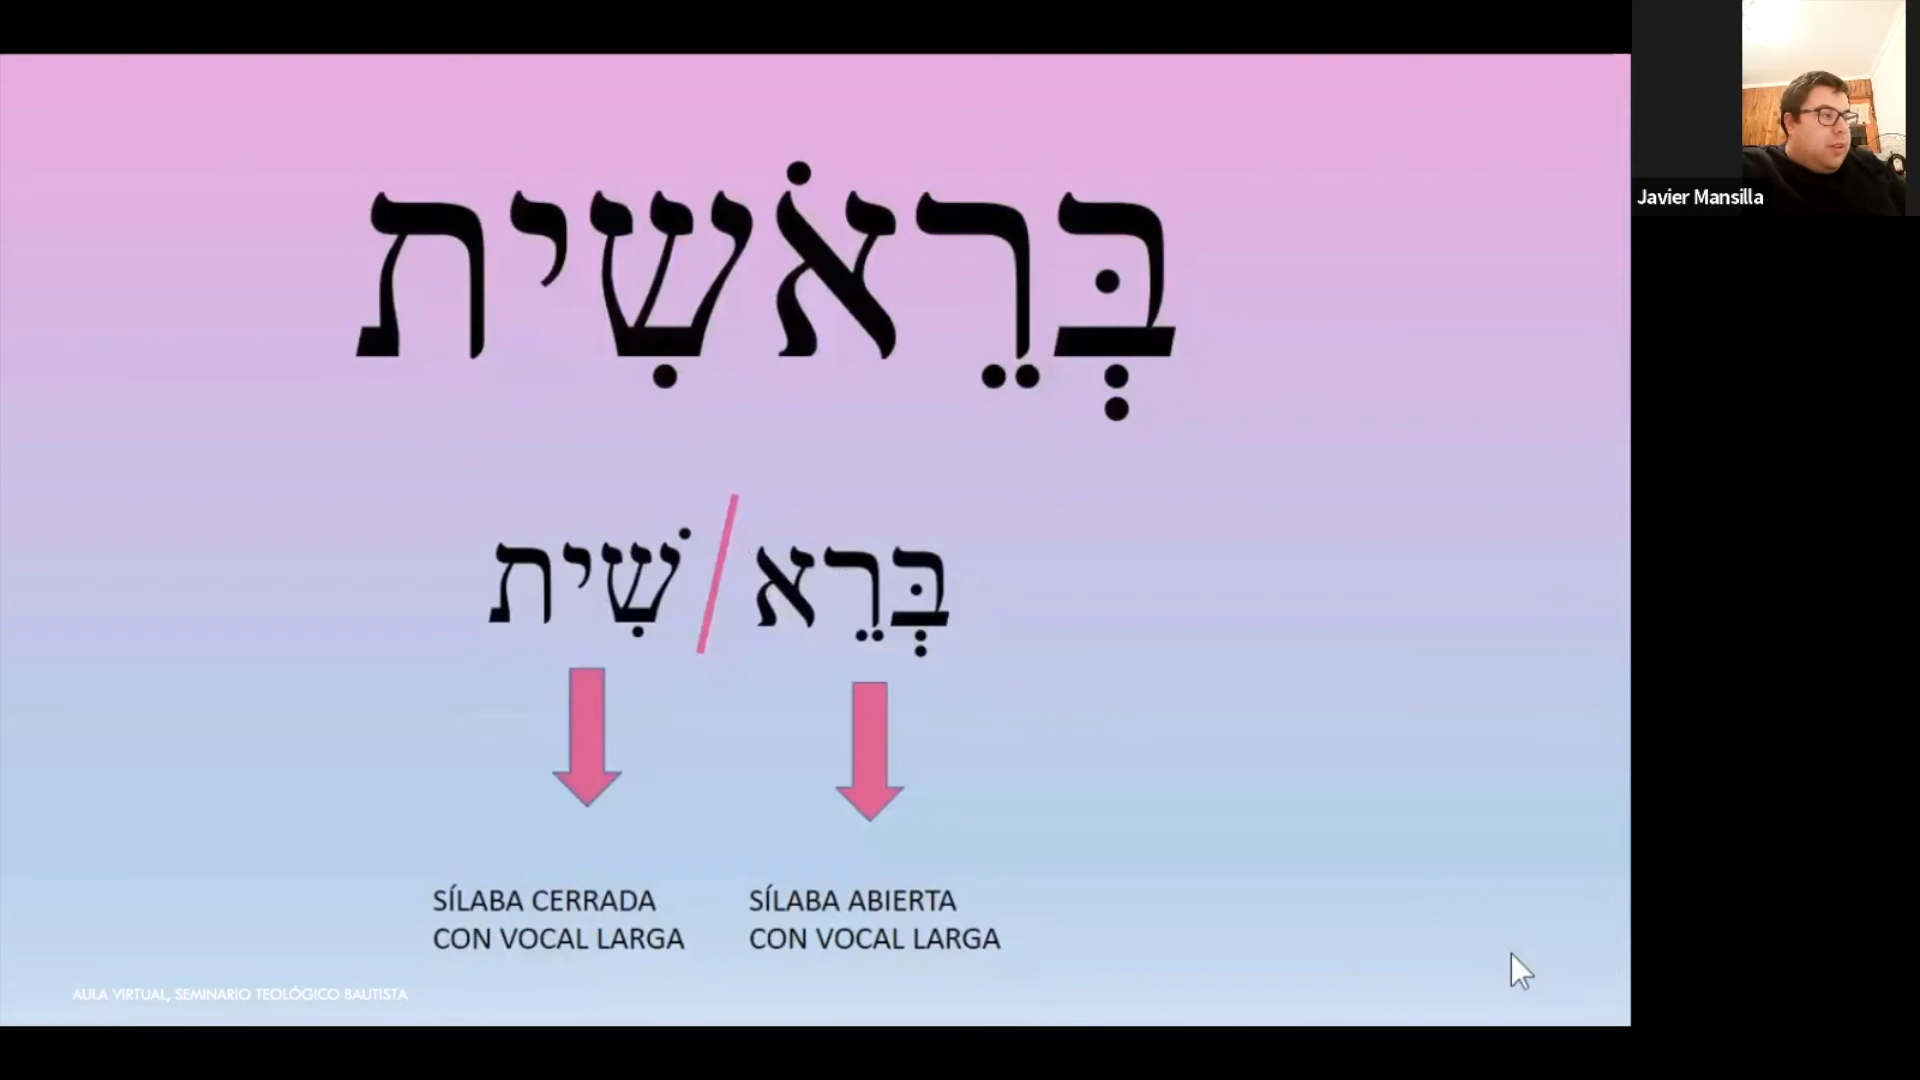 בְּרֵאשִׁית
בְּרֵא/שִׁית
SÍLABA CERRADA
CON VOCAL LARGA
SÍLABA ABIERTA
CON VOCAL LARGA
AULA VIRTUAL, SEMINARIO TEOLÓGICO BAUTISTA
Javier Mansilla